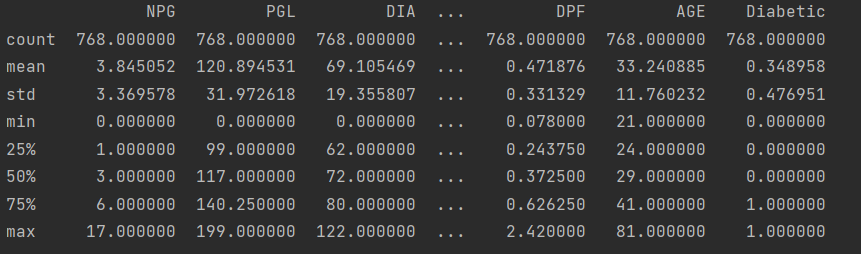 NPG PGL DIA ... DPF AGE Diabetic
count 768.000000 768.000000 768.000000 ... 768.000000 768.000000 768.000000
mean 3.845052 120.894531 69.105469 ... 0.471876 33.240885 0.348958
std 3.369578 31.972618 19.355807 ... 0.331329 11.760232 0.476951
min 0.000000 0.000000 0.000000 ... 0.078000 21.000000 0.000000
25% 1.000000 99.000000 62.000000 ... 0.243750 24.000000 0.000000
50% 3.000000 117.000000 72.000000 ... 0.372500 29.000000 0.000000
75% 6.000000 140.250000 80.000000 ... 0.626250 41.000000 1.000000
max 17.000000 199.000000 122.000000 ... 2.420000 81.000000 1.000000